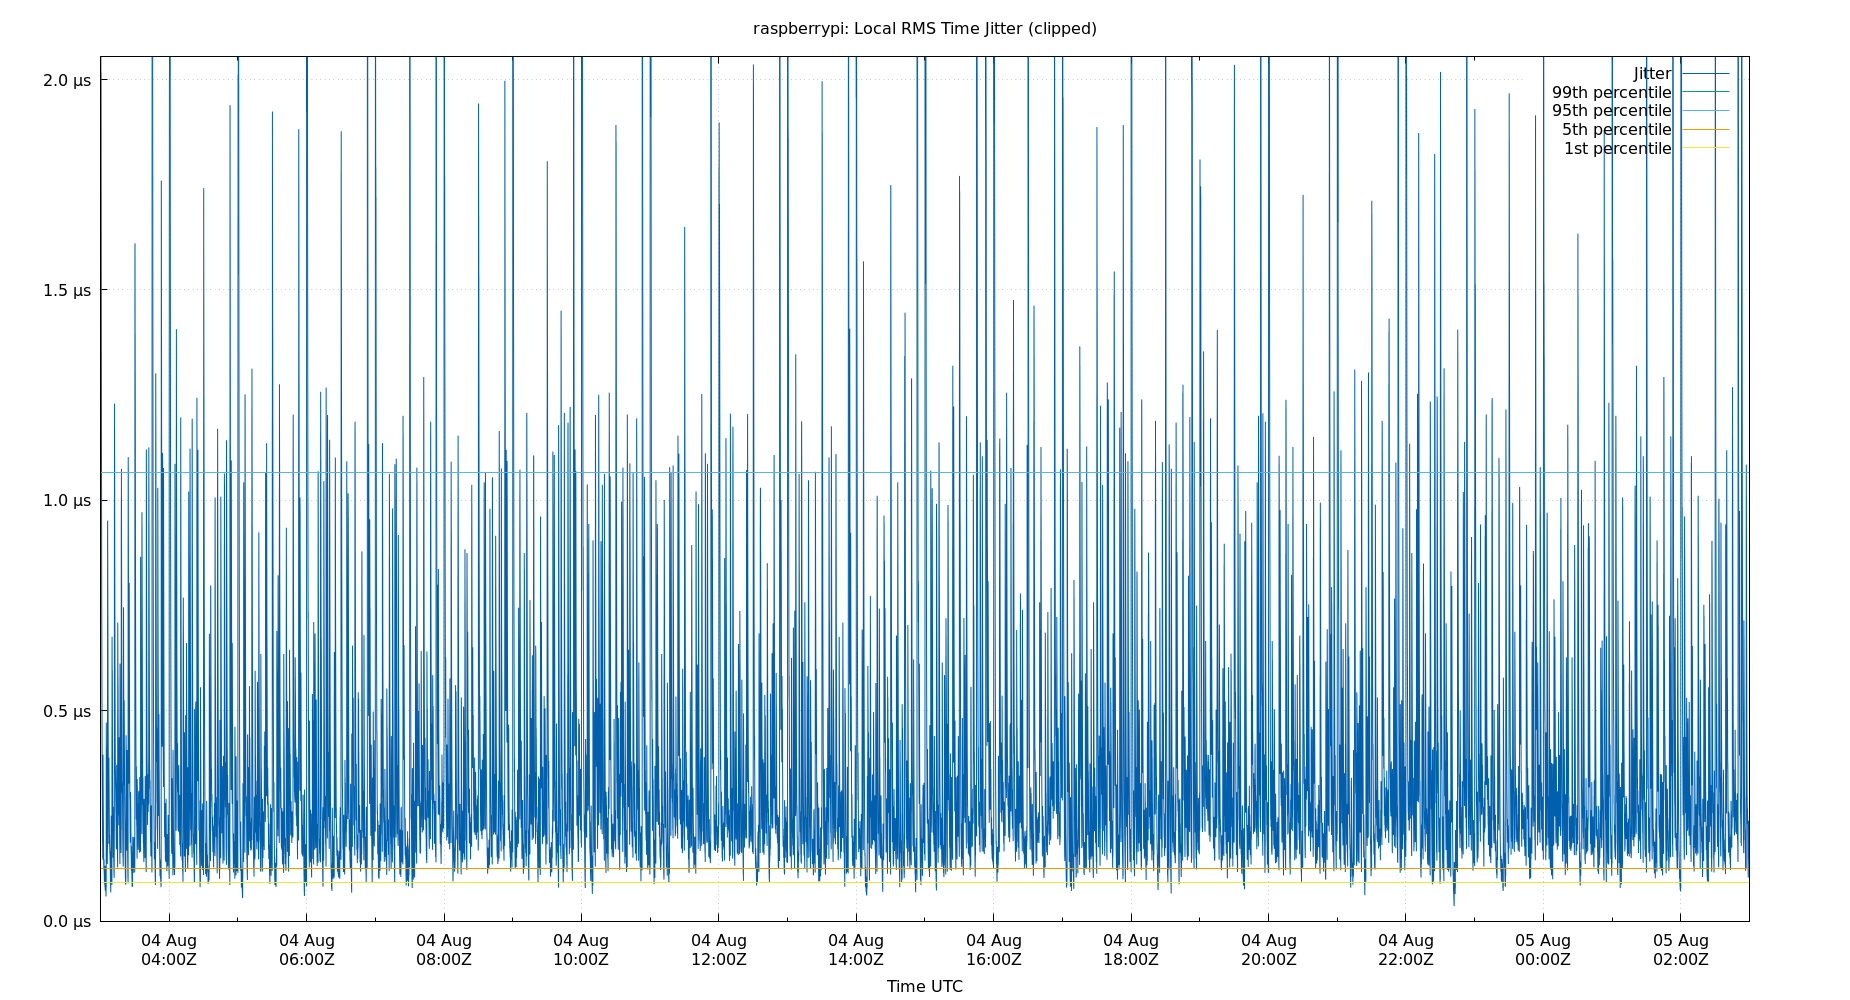 raspberrypi: Local RMS Time Jitter (clipped)
2.0 µs
1.5 µs
1.0 µs
0.5 µs
0.0 µs
Jitter
99th percentile
95th percentile
5th percentile
1st percentile
04 Aug 04 Aug 04 Aug 04 Aug 04 Aug 04 Aug 04 Aug 04 Aug 04 Aug 04 Aug 05 Aug 05 Aug
04:00Z 06:00Z 08:00Z 10:00Z 12:00Z 14:00Z 16:00Z 18:00Z 20:00Z 22:00Z 00:00Z 02:00Z
Time UTC